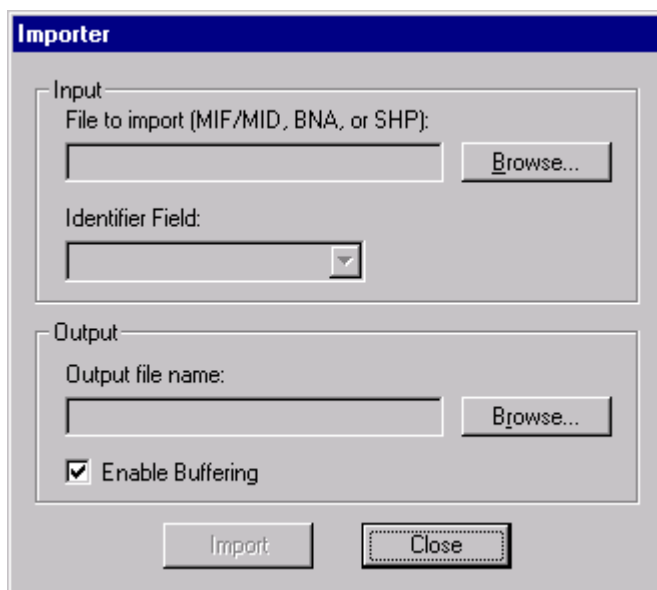 Importer
Input
File to import (MIF/MID, BNA, or SHP):
Browse...
Identifier Field:
Output
Output file name:
Browse...
Enable Buffering
Import Close